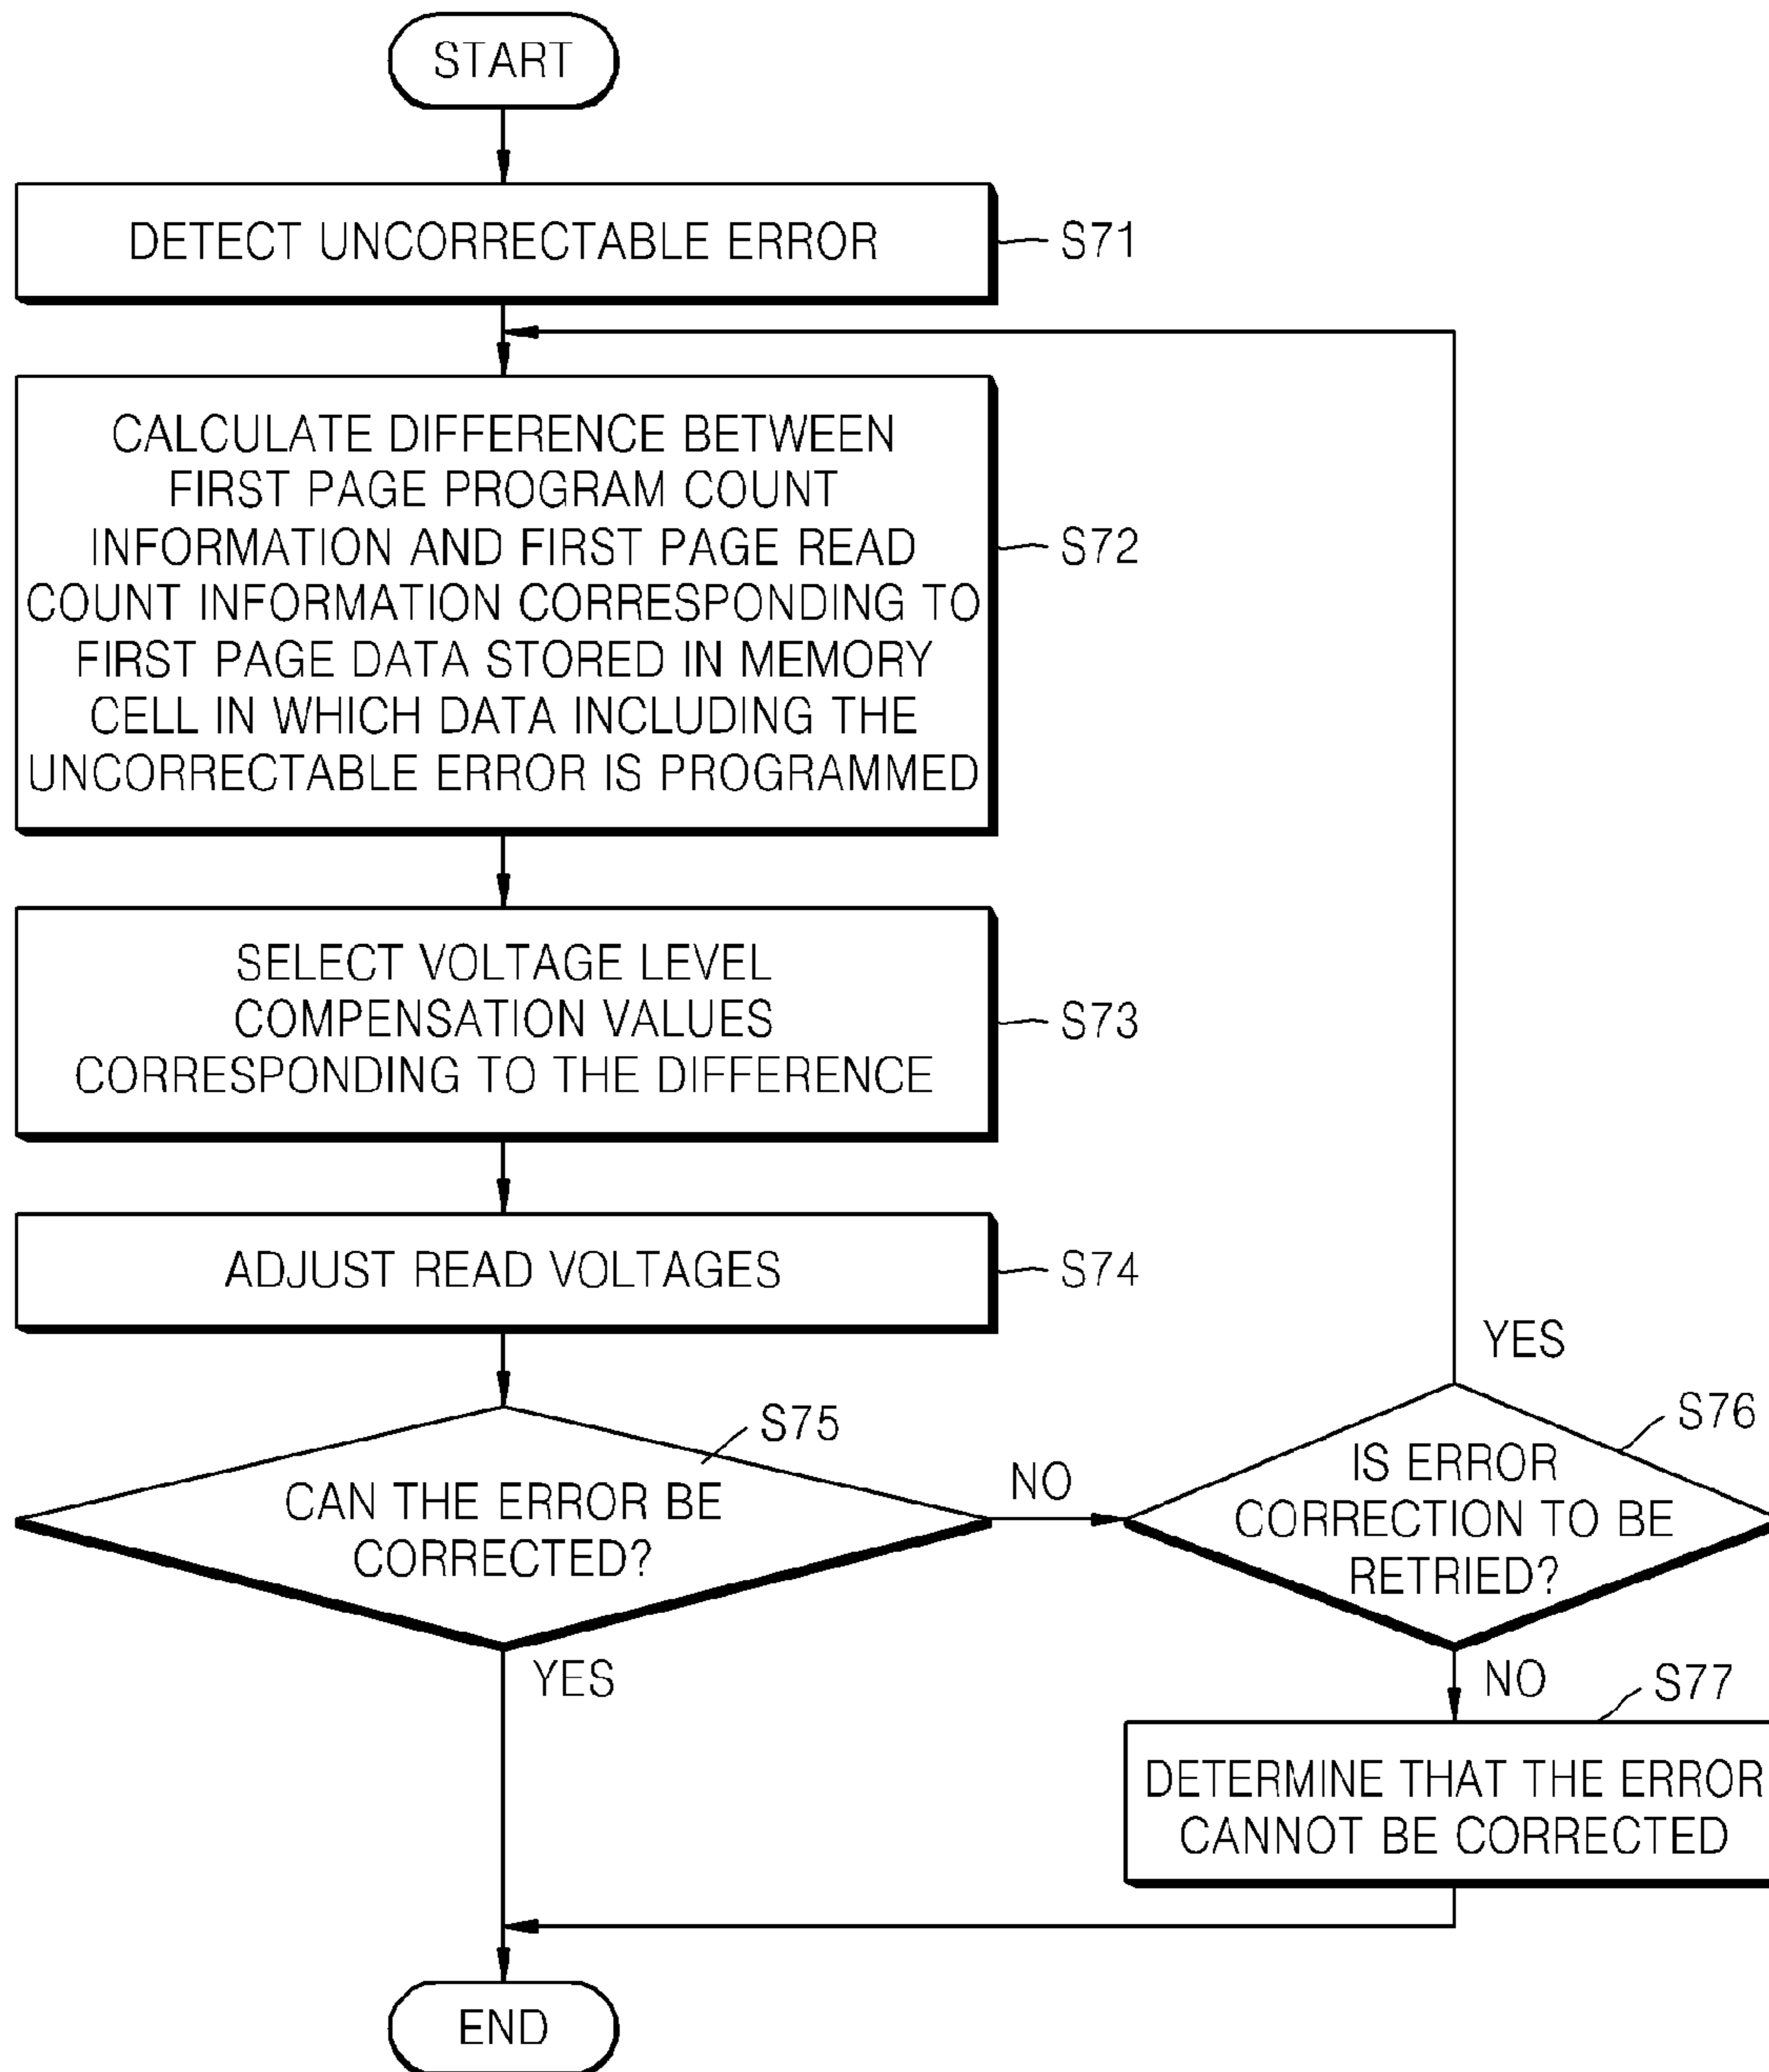 START
DETECT UNCORRECTABLE ERROR
S71
CALCULATE DIFFERENCE BETWEEN
FIRST PAGE PROGRAM COUNT
INFORMATION AND FIRST PAGE READ
COUNT INFORMATION CORRESPONDING TO
FIRST PAGE DATA STORED IN MEMORY
CELL IN WHICH DATA INCLUDING THE
UNCORRECTABLE ERROR IS PROGRAMMED
S72
SELECT VOLTAGE LEVEL
COMPENSATION VALUES
CORRESPONDING TO THE DIFFERENCE
S73
ADJUST READ VOLTAGES
S74
CAN THE ERROR BE
CORRECTED?
S75
NO
YES
IS ERROR
CORRECTION TO BE
RETRIED?
S76
YES
NO
DETERMINE THAT THE ERROR
CANNOT BE CORRECTED
S77
END